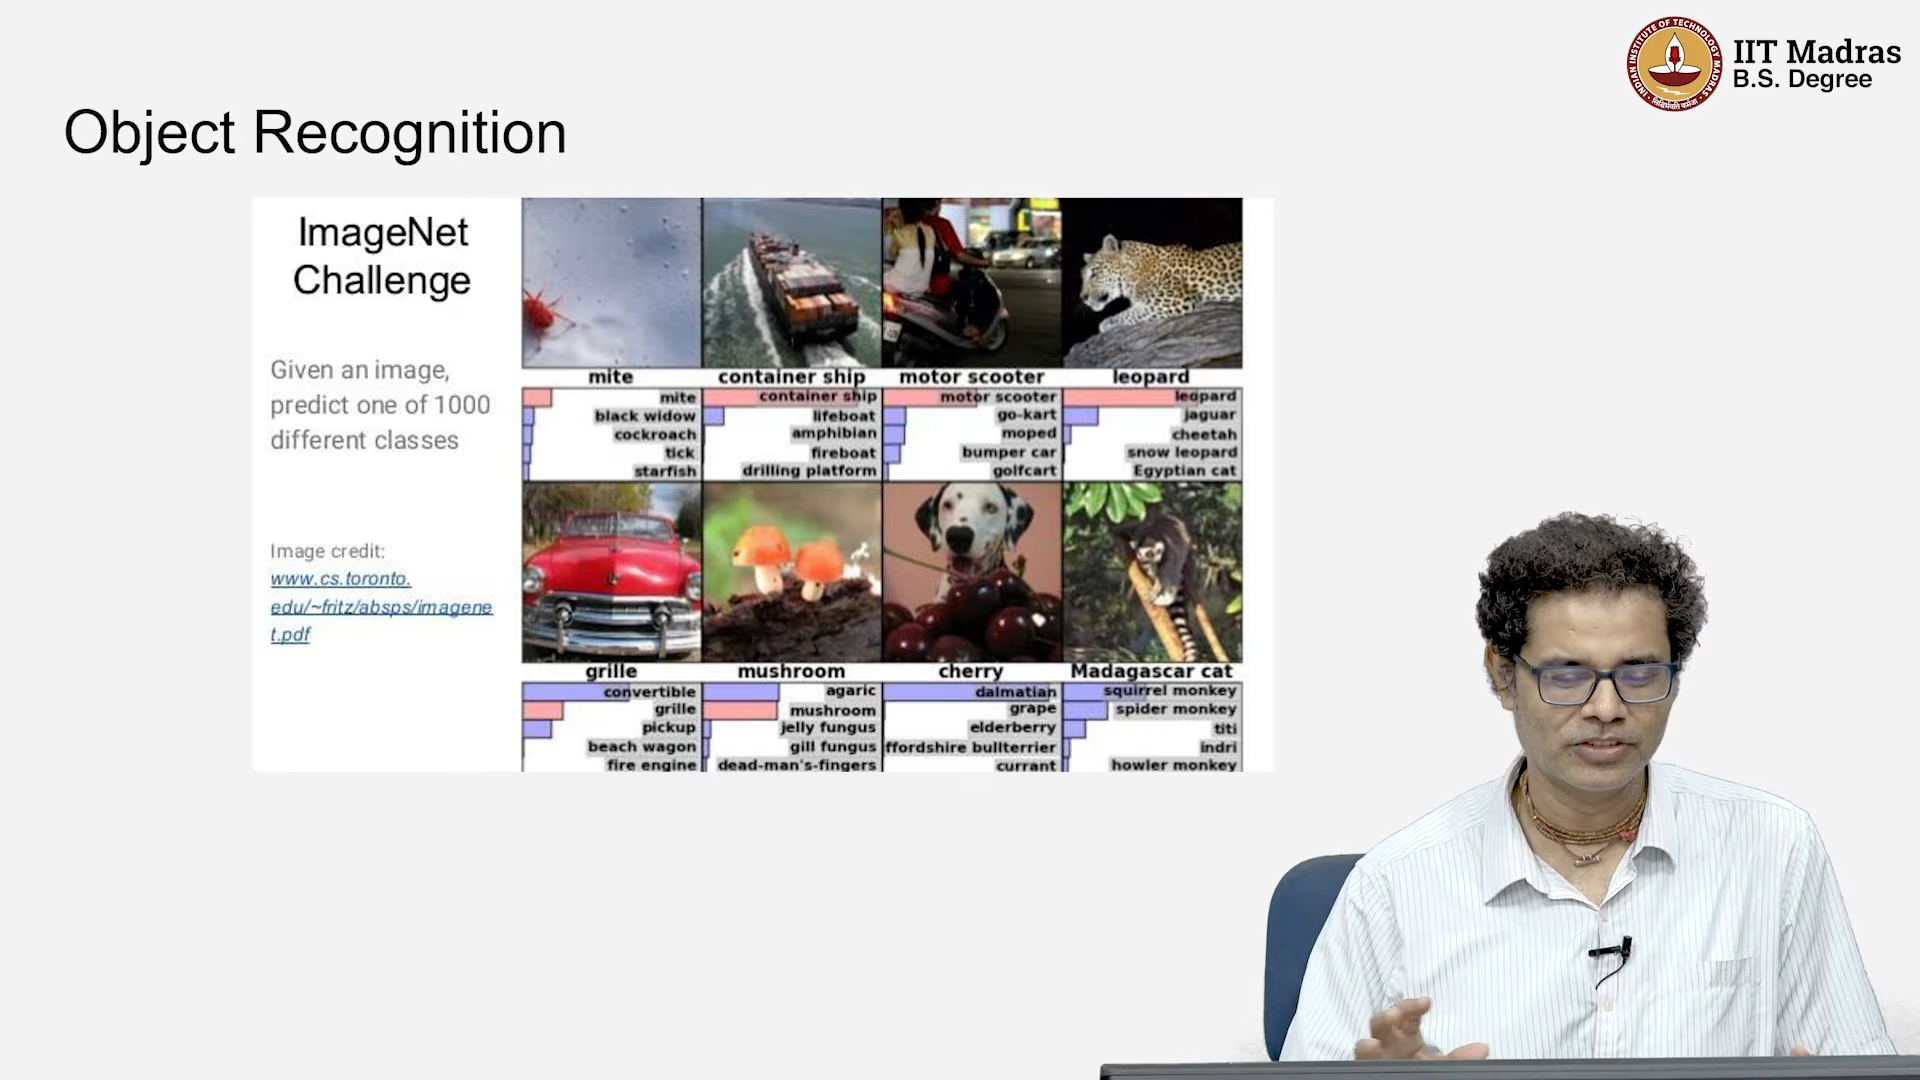 IIT Madras
B.S. Degree
Object Recognition
ImageNet
Challenge
Given an image,
predict one of 1000
different classes
Image credit:
www.cs.toronto.
edu/~fritz/absps/imagene
t.pdf
mite container ship motor scooter leopard
mite container ship motor scooter leopard
black widow lifeboat go-kart jaguar
cockroach amphibian moped cheetah
tick fireboat bumper car snow leopard
starfish drilling platform golfcart Egyptian cat
grille mushroom cherry Madagascar cat
convertible agaric dalmatian squirrel monkey
grille mushroom grape spider monkey
pickup jelly fungus elderberry titi
beach wagon gill fungus ffordshire bullterrier indri
fire engine dead-man's-fingers currant howler monkey